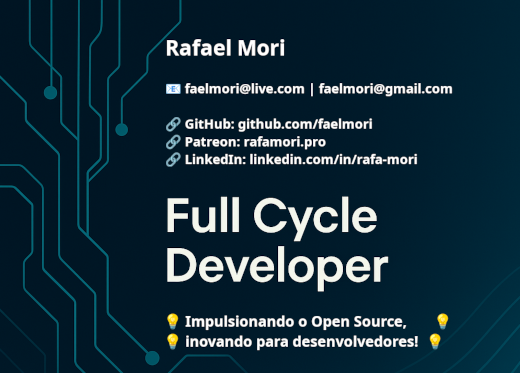 Rafael Mori
📧 faelmori@live.com | faelmori@gmail.com
🔗 GitHub: github.com/faelmori
🔗 Patreon: rafamori.pro
🔗 LinkedIn: linkedin.com/in/rafa-mori
Full Cycle
Developer
💡 Impulsionando o Open Source, 💡
💡 inovando para desenvolvedores! 💡